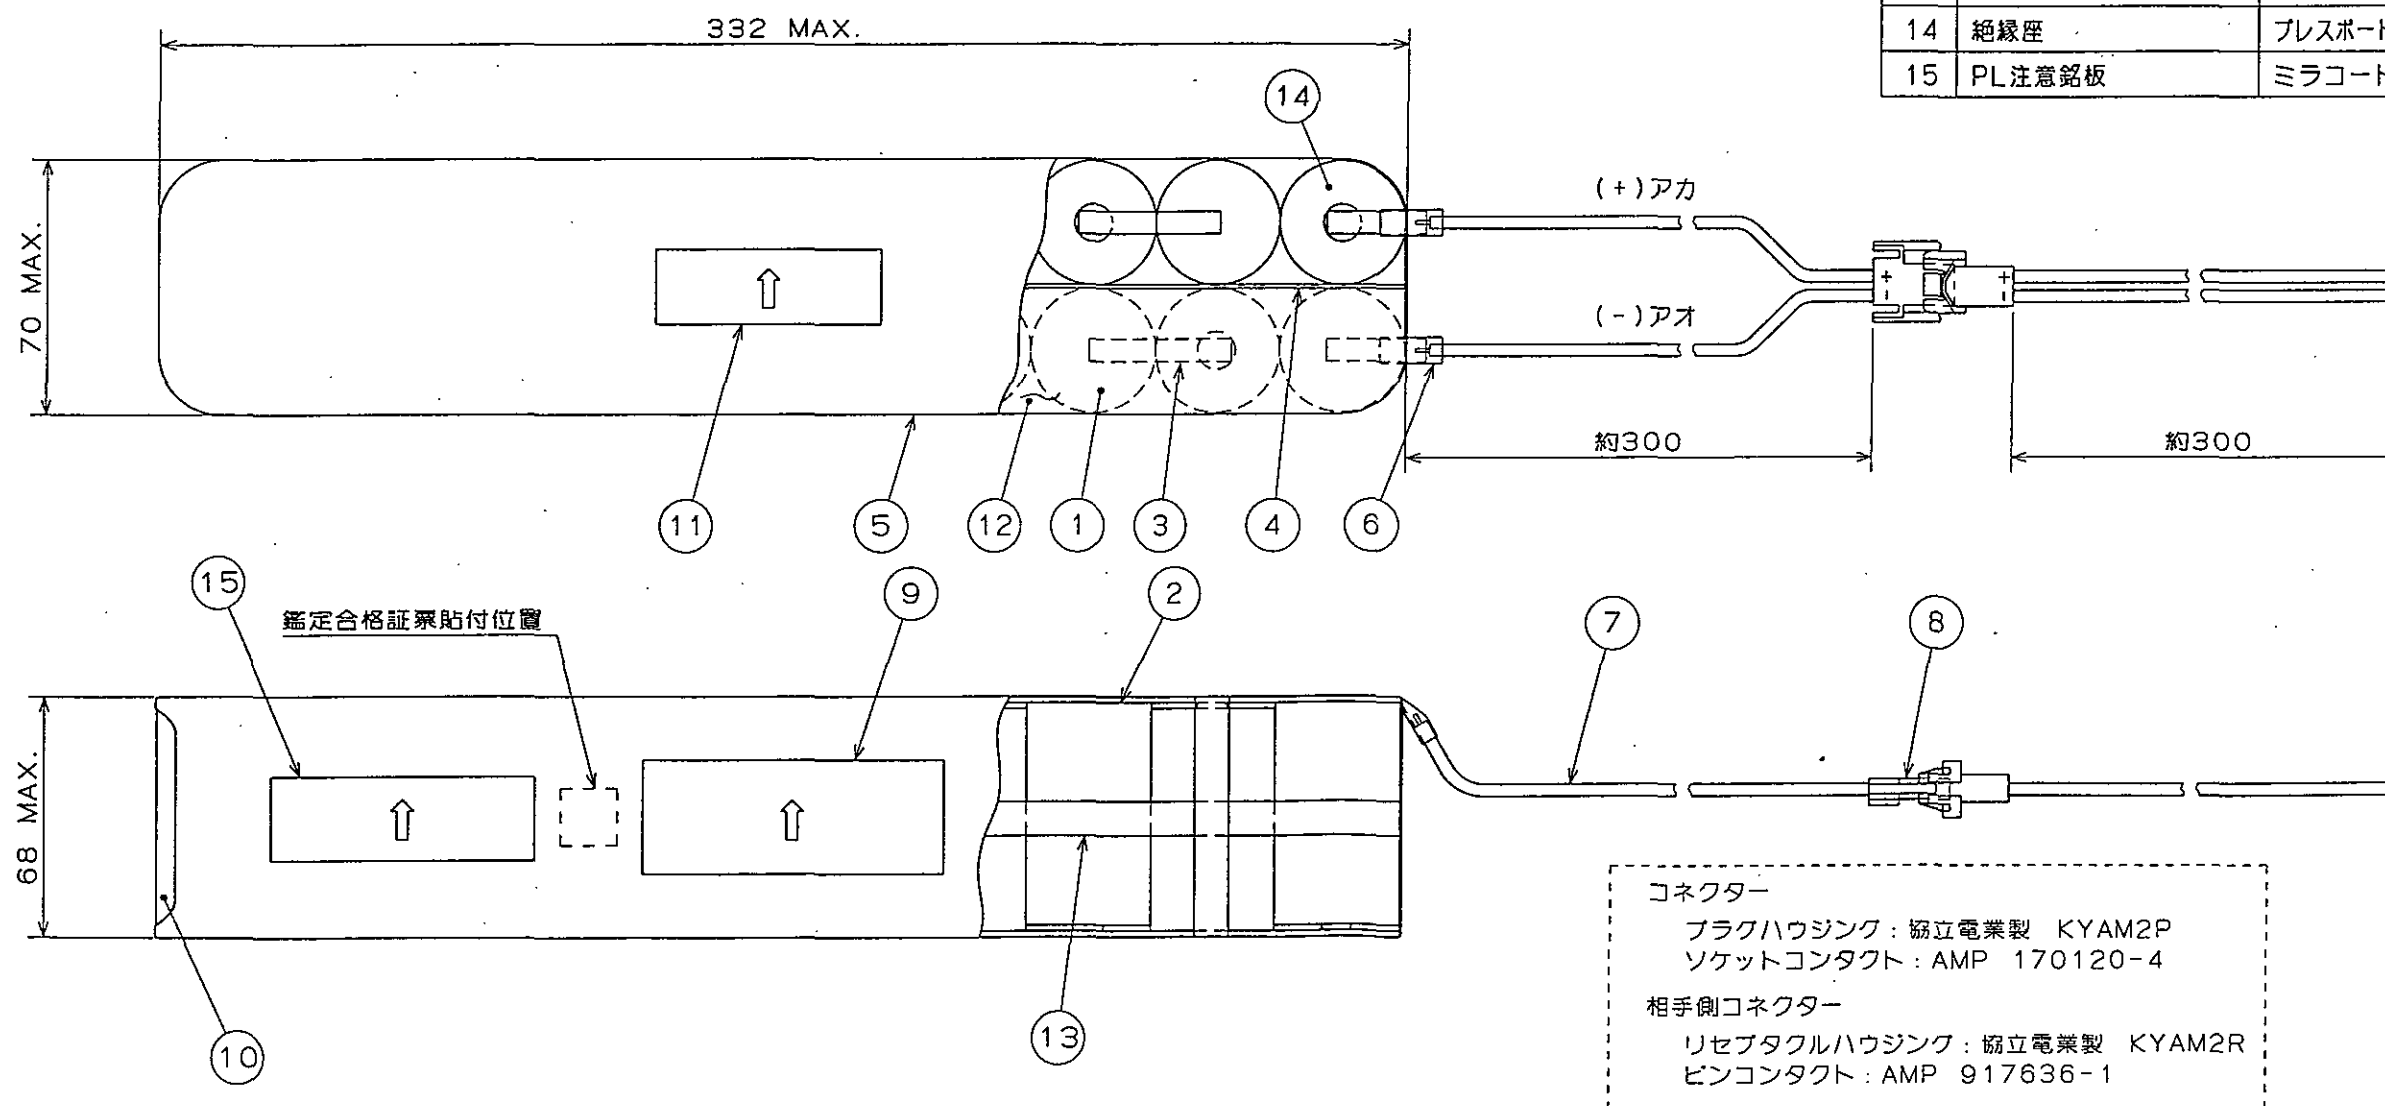 332 MAX.
14 絶縁座 プレスボート
15 PL注意銘板 ミラコート
14
(+)アカ
70 MAX.
+
-
+
-
(-)アオ
約300
約300
11
5
12
1
3
4
6
15
9
2
7
8
鑑定合格証票貼付位置
68 MAX.
10
13
コネクター
プラグハウジング：協立電業製 KYAM2P
ソケットコンタクト：AMP 170120-4
相手側コネクター
リセプタクルハウジング：協立電業製 KYAM2R
ピンコンタクト：AMP 917636-1